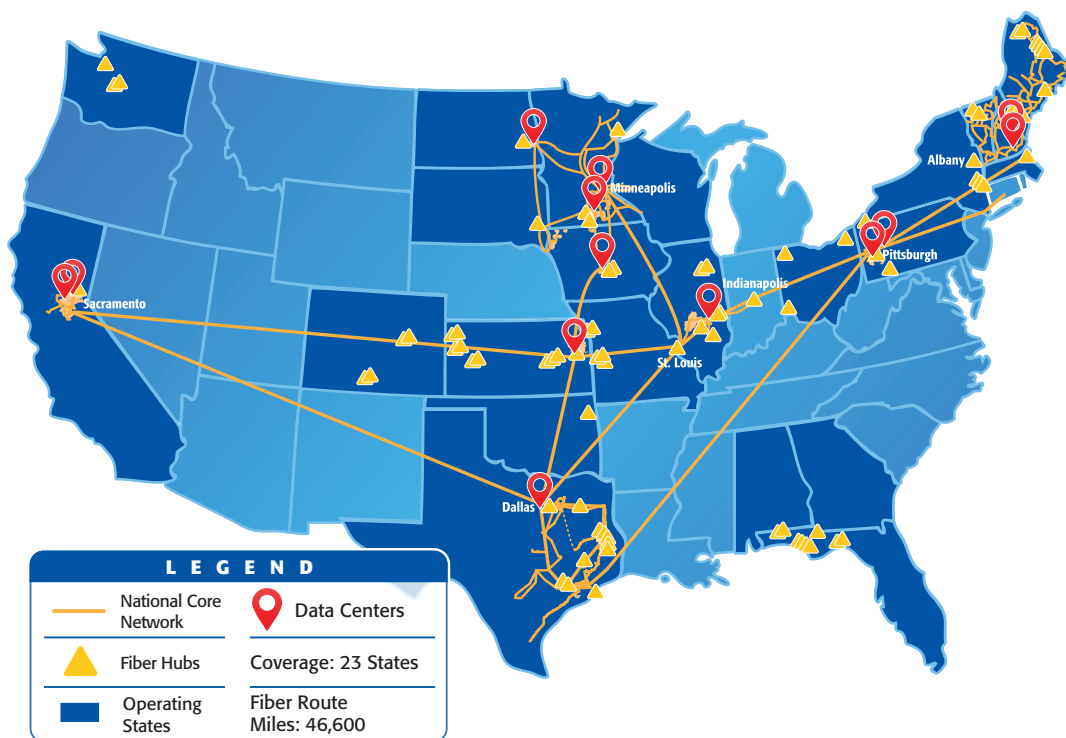 Albany
Minneapolis
Pittsburgh
Indianapolis
Sacramento
St. Louis
Dallas
LEGEND
National Core
Network
Data Centers
Fiber Hubs
Coverage: 23 States
Operating
States
Fiber Route
Miles: 46,600